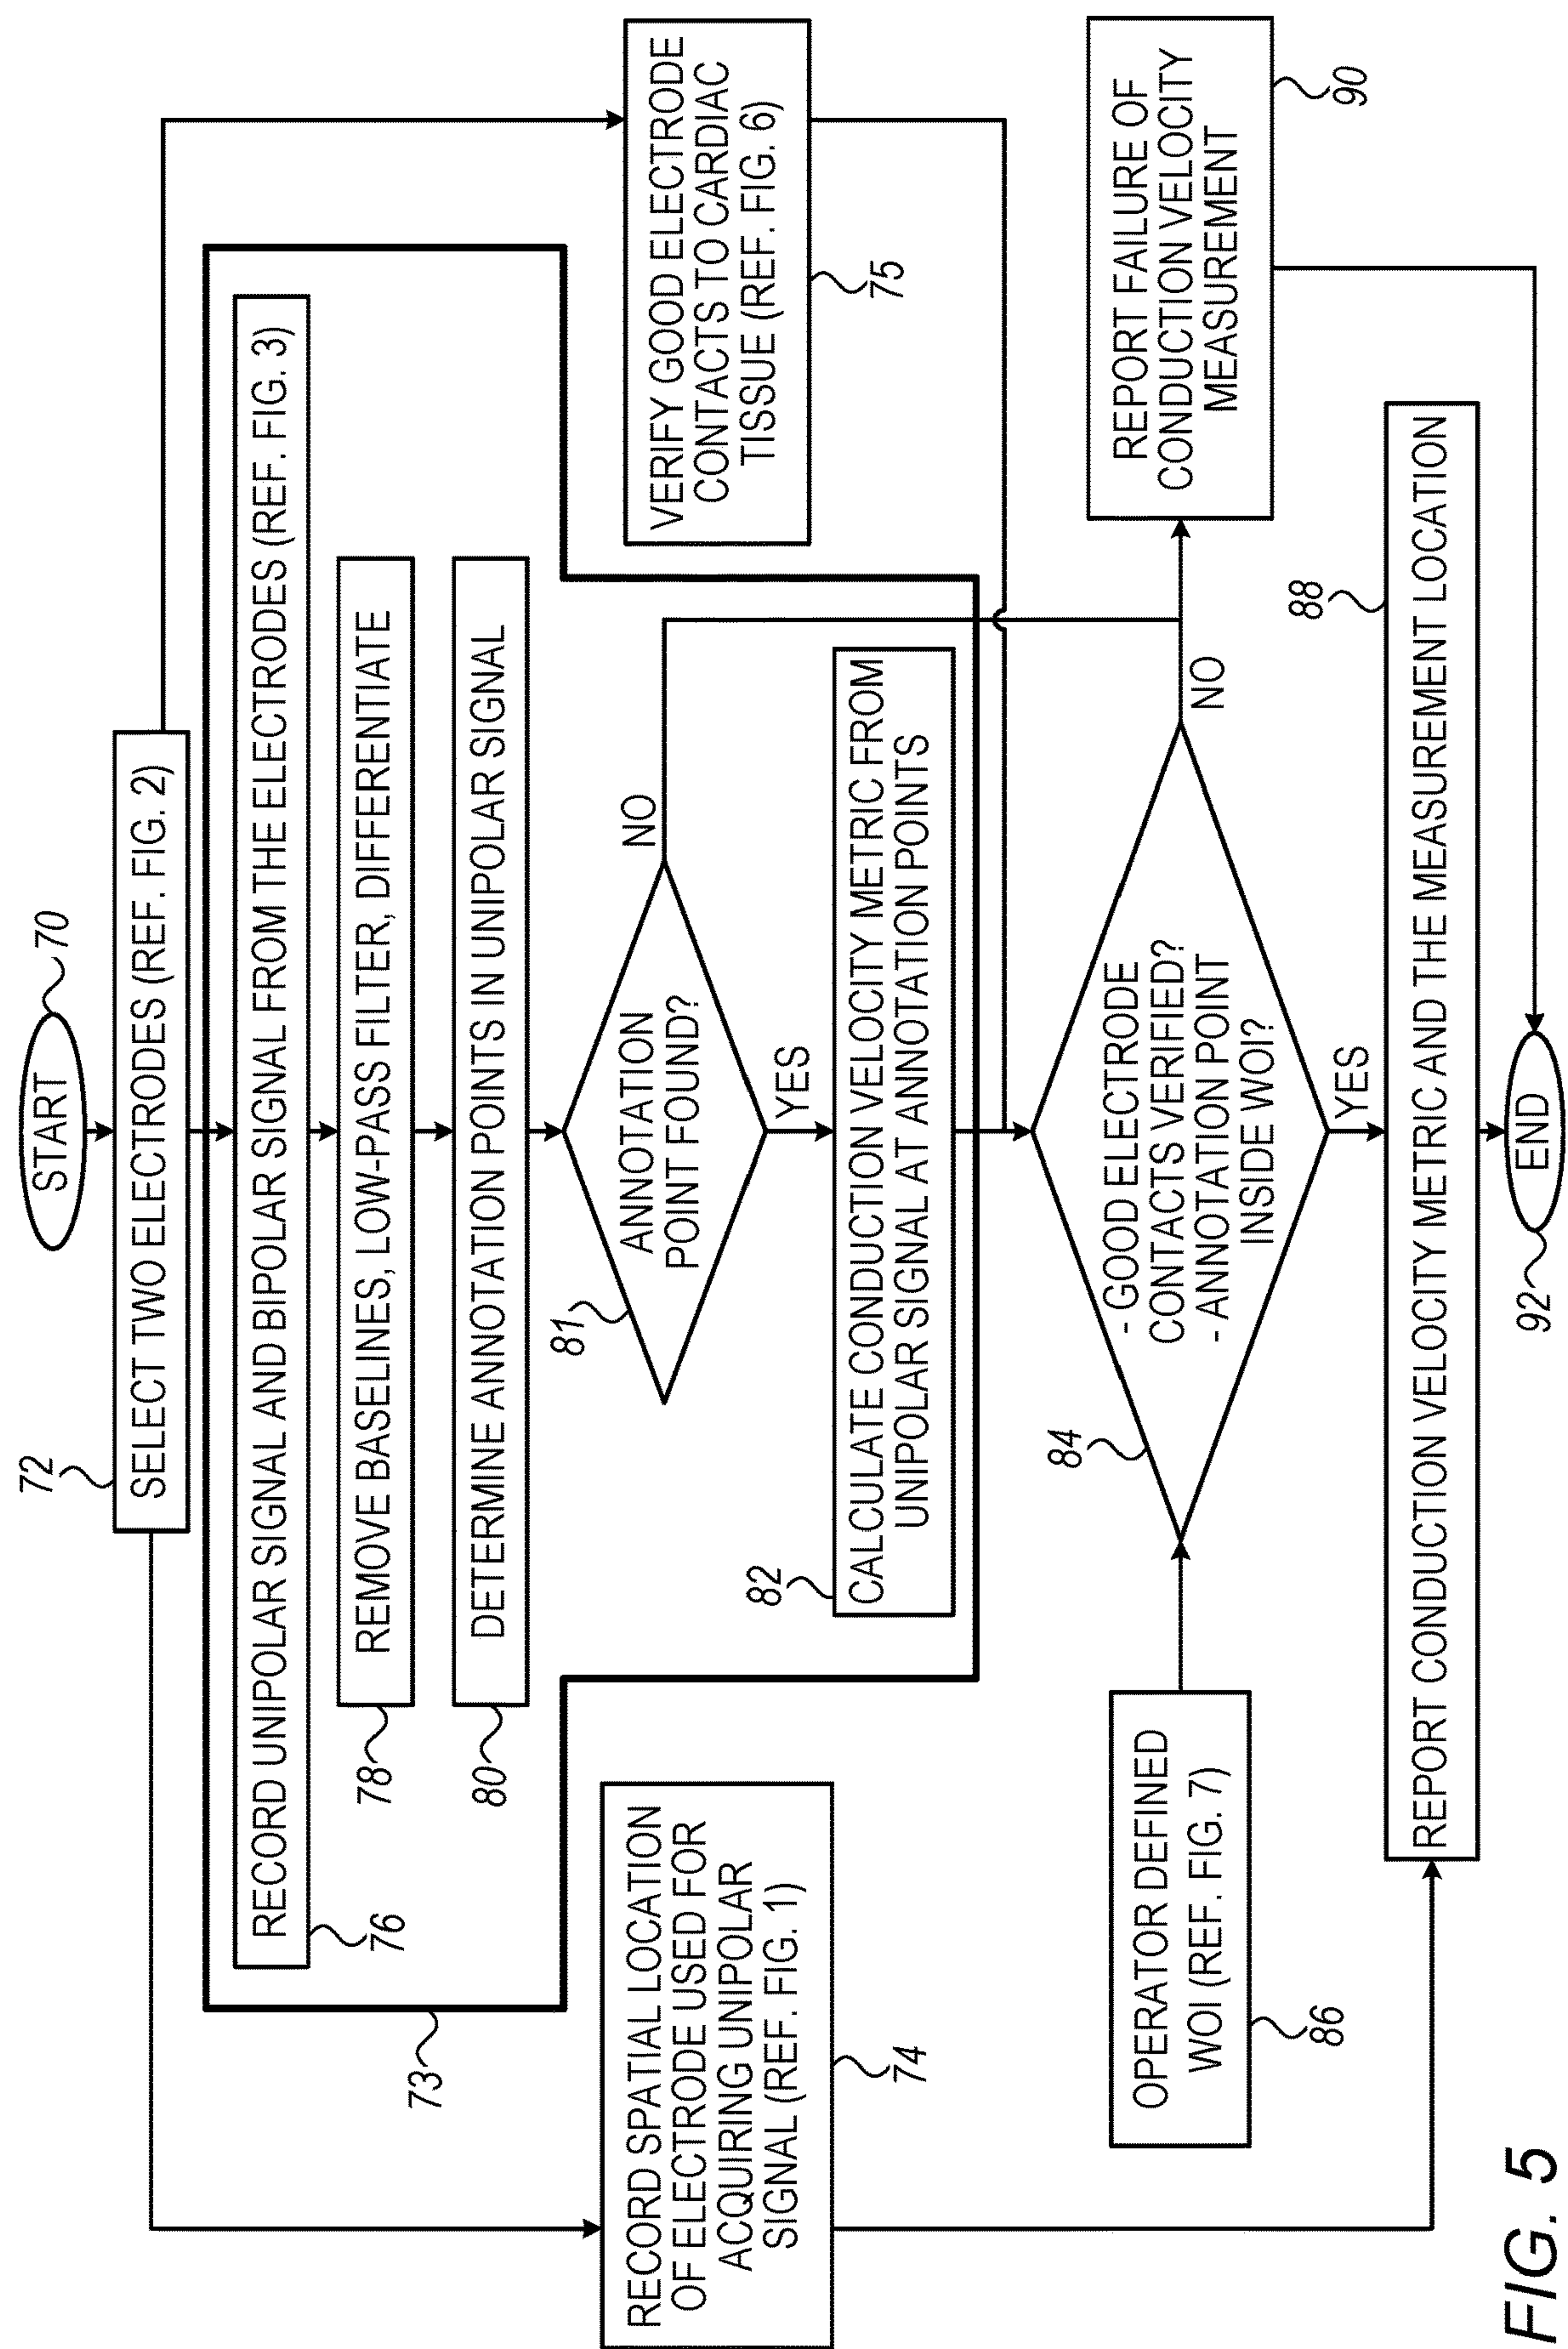 START
70
72
SELECT TWO ELECTRODES (REF. FIG. 2)
RECORD UNIPOLAR SIGNAL AND BIPOLAR SIGNAL FROM THE ELECTRODES (REF. FIG. 3)
76
REMOVE BASELINES, LOW-PASS FILTER, DIFFERENTIATE
78
DETERMINE ANNOTATION POINTS IN UNIPOLAR SIGNAL
80
73
81
ANNOTATION
POINT FOUND?
NO
YES
RECORD SPATIAL LOCATION
OF ELECTRODE USED FOR
ACQUIRING UNIPOLAR
SIGNAL (REF. FIG. 1)
74
VERIFY GOOD ELECTRODE
CONTACTS TO CARDIAC
TISSUE (REF. FIG. 6)
75
82
CALCULATE CONDUCTION VELOCITY METRIC FROM
UNIPOLAR SIGNAL AT ANNOTATION POINTS
84
- GOOD ELECTRODE
CONTACTS VERIFIED?
- ANNOTATION POINT
INSIDE WOI?
NO
YES
OPERATOR DEFINED
WOI (REF. FIG. 7)
86
REPORT FAILURE OF
CONDUCTION VELOCITY
MEASUREMENT
90
88
REPORT CONDUCTION VELOCITY METRIC AND THE MEASUREMENT LOCATION
92
END
FIG. 5